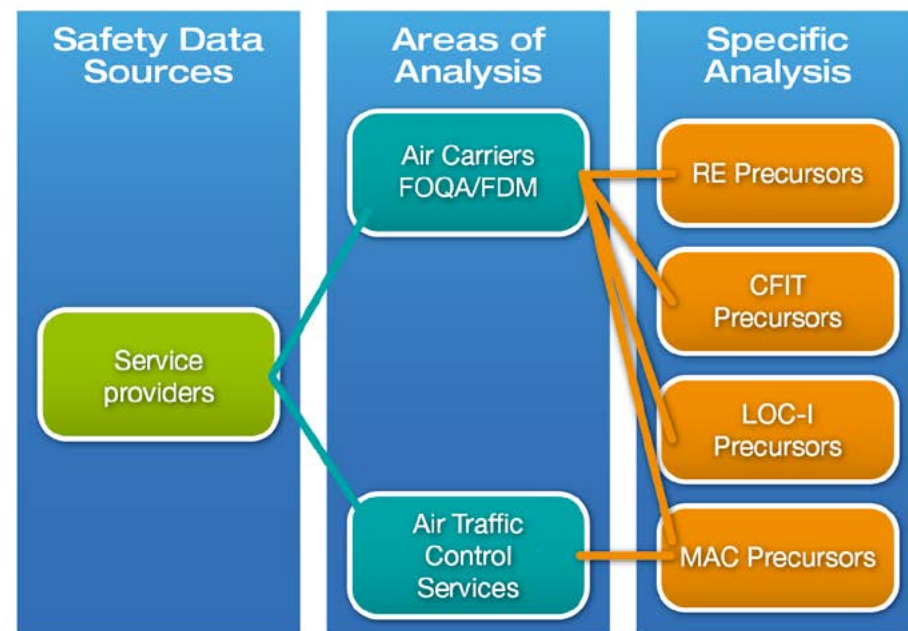 Safety Data
Sources
Areas of
Analysis
Specific
Analysis
Service
providers
Air Carriers
FOQA/FDM
Air Traffic
Control
Services
RE Precursors
CFIT
Precursors
LOC-I
Precursors
MAC Precursors